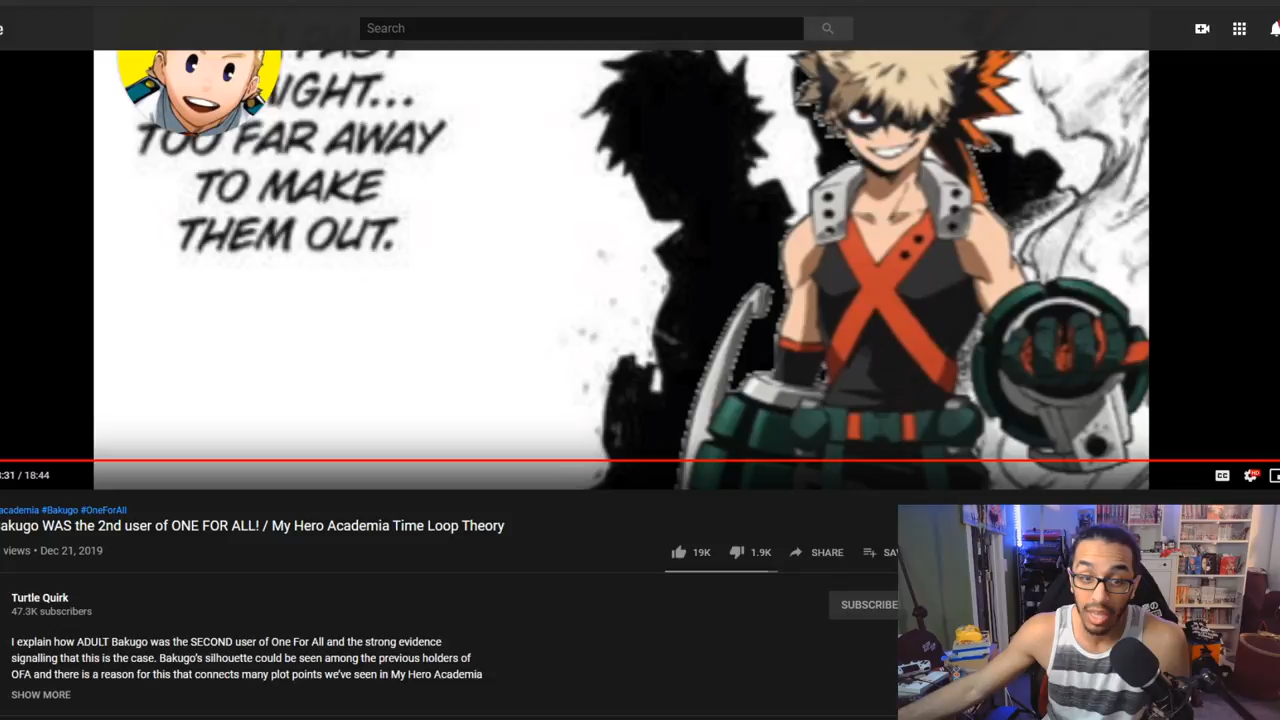 Search
NIGHT...
TOO FAR AWAY
TO MAKE
THEM OUT.
:31 / 18:44
CC
HD
academia #Bakugo #OneForAll
akugo WAS the 2nd user of ONE FOR ALL! / My Hero Academia Time Loop Theory
views • Dec 21, 2019
19K
1.9K
SHARE
SA
Turtle Quirk
47.3K subscribers
SUBSCRIBE
I explain how ADULT Bakugo was the SECOND user of One For All and the strong evidence
signalling that this is the case. Bakugo's silhouette could be seen among the previous holders of
OFA and there is a reason for this that connects many plot points we've seen in My Hero Academia
SHOW MORE